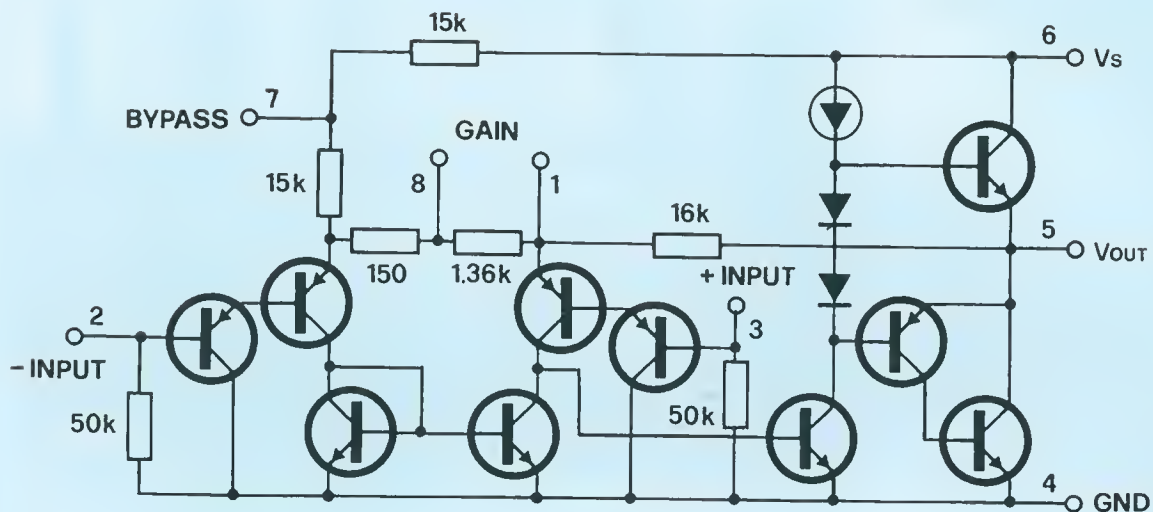 15k
6
Vs
7
BYPASS
GAIN
15k
8
1
16k
5
VOUT
150
1.36k
+ INPUT
2
3
- INPUT
50k
50k
4
GND